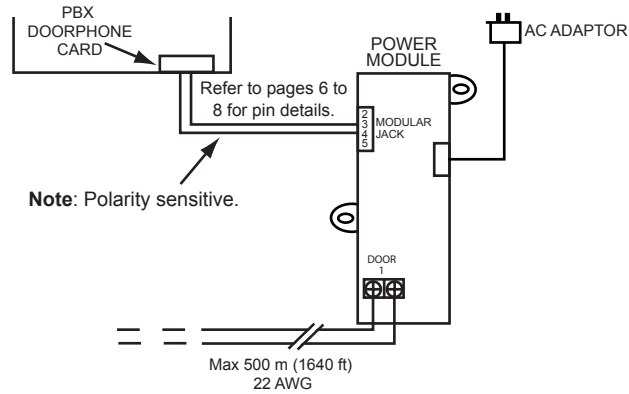 PBX
DOORPHONE
CARD
AC ADAPTOR
POWER
MODULE
Refer to pages 6 to
8 for pin details.
2
3
4
5
MODULAR
JACK
Note: Polarity sensitive.
DOOR
1
Max 500 m (1640 ft)
22 AWG